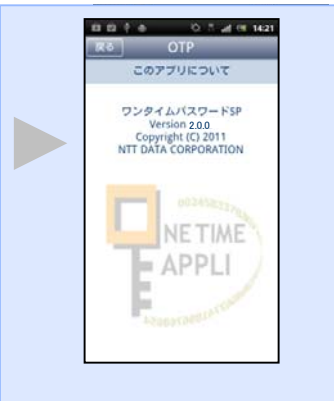 14:21
戻る
OTP
このアプリについて
ワンタイムパスワードSP
Version 2.0.0
Copyright (C) 2011
NTT DATA CORPORATION
NE TIME
APPLI